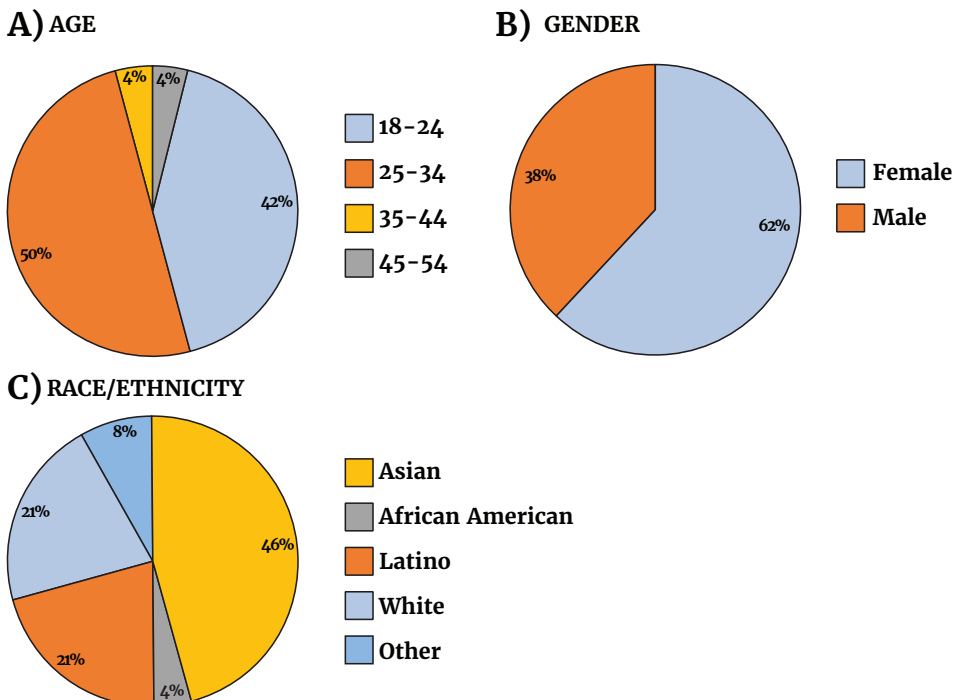 A) AGE
4%
4%
42%
50%
18-24
25-34
35-44
45-54
B) GENDER
38%
62%
Female
Male
C) RACE/ETHNICITY
8%
21%
46%
21%
4%
Asian
African American
Latino
White
Other